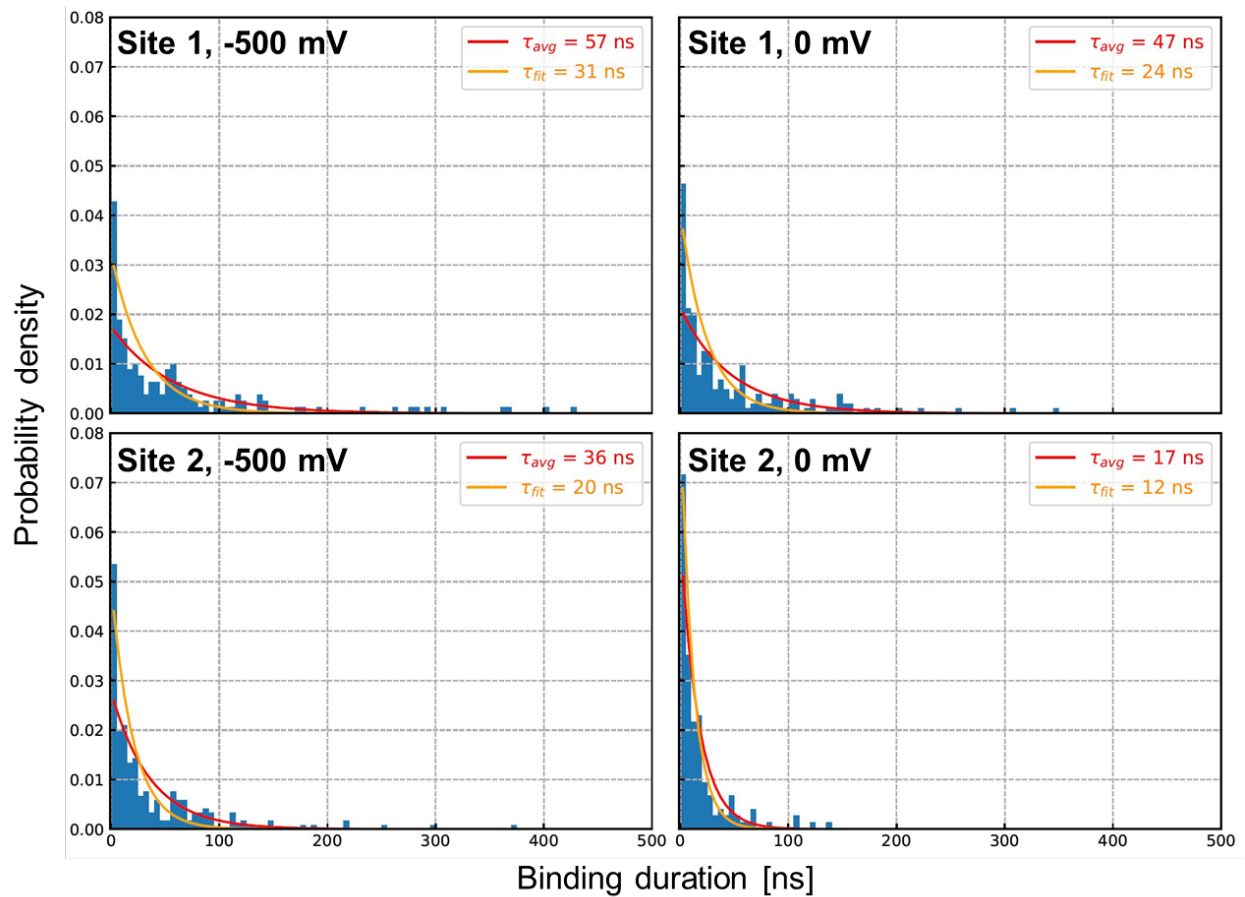 Site 1, -500 mV
τavg = 57 ns
τfit = 31 ns
Site 1, 0 mV
τavg = 47 ns
τfit = 24 ns
0.08
0.07
0.06
0.05
0.04
0.03
0.02
0.01
0.00
Site 2, -500 mV
τavg = 36 ns
τfit = 20 ns
Site 2, 0 mV
τavg = 17 ns
τfit = 12 ns
0.08
0.07
0.06
0.05
0.04
0.03
0.02
0.01
0.00
0 100 200 300 400 500
0 100 200 300 400 500
Probability density
Binding duration [ns]